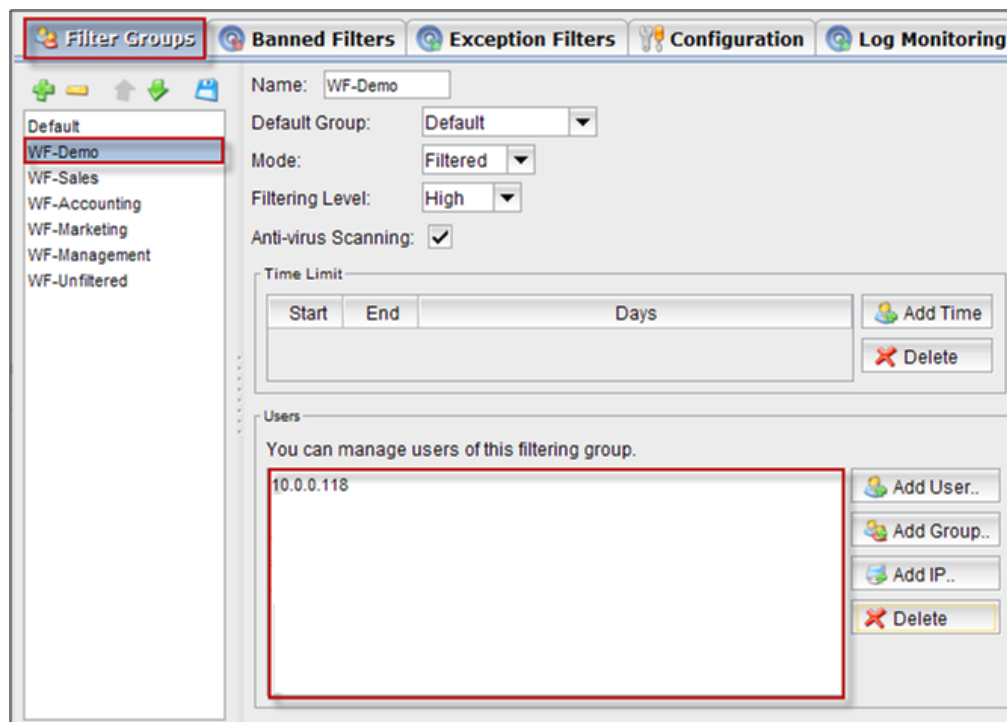 Filter Groups Banned Filters Exception Filters Configuration Log Monitoring
Default
WF-Demo
WF-Sales
WF-Accounting
WF-Marketing
WF-Management
WF-Unfiltered
Name: WF-Demo
Default Group: Default
Mode: Filtered
Filtering Level: High
Anti-virus Scanning:
Time Limit
Start End Days
Add Time
Delete
Users
You can manage users of this filtering group.
10.0.0.118
Add User..
Add Group..
Add IP..
Delete